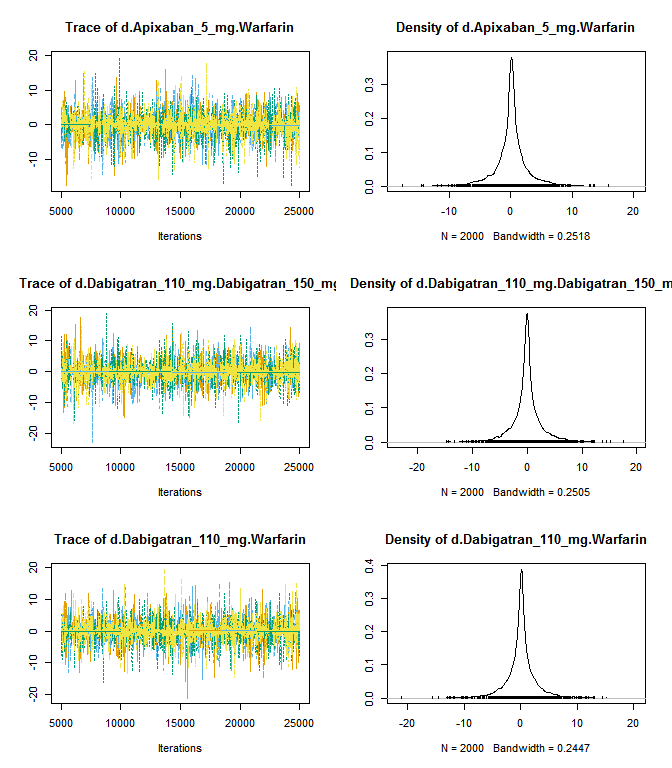 Trace of d.Apixaban_5_mg.Warfarin
20
10
0
-10
5000 10000 15000 20000 25000
Iterations
Density of d.Apixaban_5_mg.Warfarin
0.3
0.2
0.1
0.0
-10 0 10 20
N = 2000 Bandwidth = 0.2518
Trace of d.Dabigatran_110_mg.Dabigatran_150_mg
20
10
0
-10
-20
5000 10000 15000 20000 25000
Iterations
Density of d.Dabigatran_110_mg.Dabigatran_150_m
0.3
0.2
0.1
0.0
-20 -10 0 10 20
N = 2000 Bandwidth = 0.2505
Trace of d.Dabigatran_110_mg.Warfarin
20
10
0
-10
-20
5000 10000 15000 20000 25000
Iterations
Density of d.Dabigatran_110_mg.Warfarin
0.4
0.3
0.2
0.1
0.0
-20 -10 0 10 20
N = 2000 Bandwidth = 0.2447